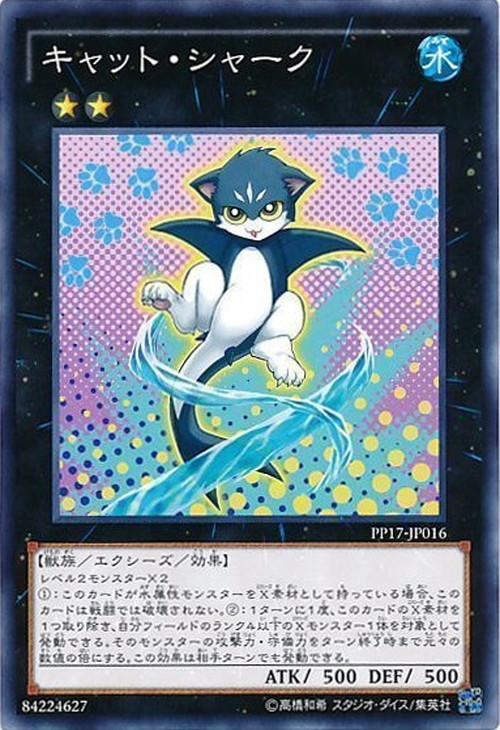 キャット・シャーク
水
PP17-JP016
【獣族/エクシーズ/効果】
レベル2モンスター×2
①:このカードが水属性モンスターをX素材として持っている場合、この
カードは戦闘では破壊されない。②:1ターンに1度、このカードのX素材を
1つ取り除き、自分フィールドのランク4以下のXモンスター1体を対象として
発動できる。そのモンスターの攻撃力・守備力をターン終了時まで元々の
数値の倍にする。この効果は相手ターンでも発動できる。
ATK/ 500 DEF/ 500
84224627
©高橋和希 スタジオ・ダイス/集英社